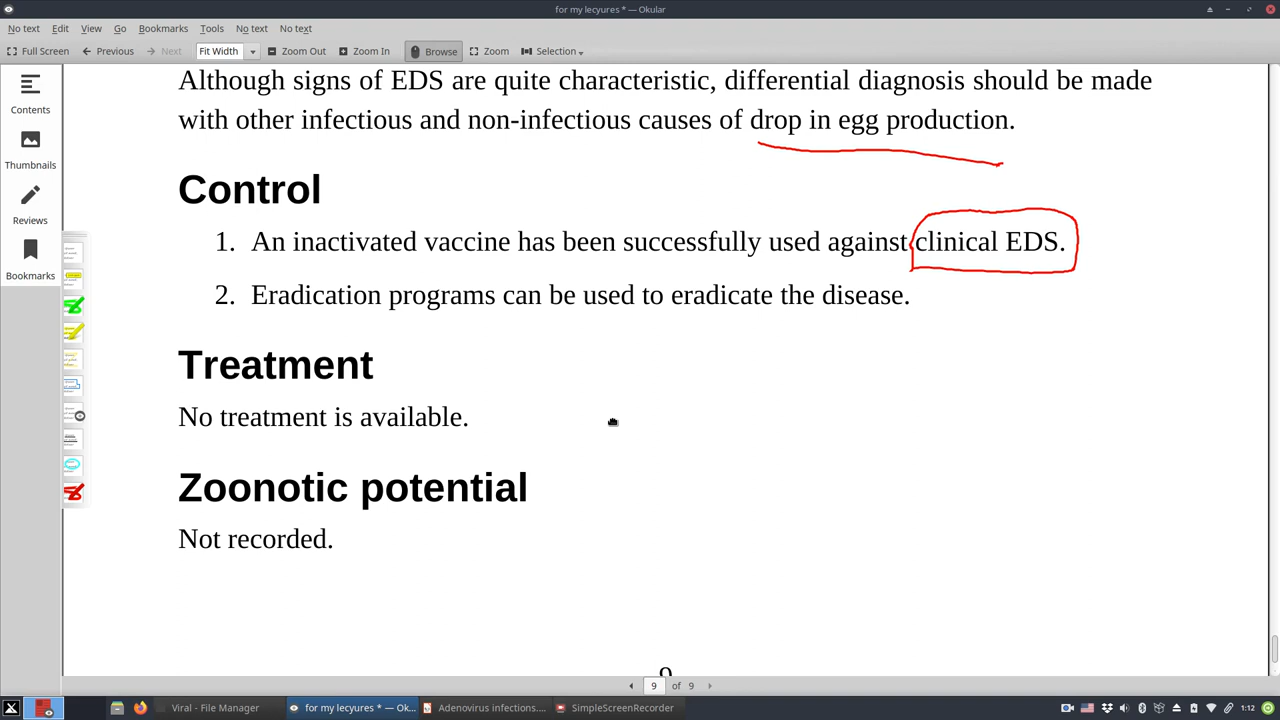 for my lecyures * — Okular
No text Edit View Go Bookmarks Tools No text No text
Full Screen Previous Next Fit Width Zoom Out Zoom In Browse Zoom Selection
Contents
Thumbnails
Reviews
Bookmarks
Although signs of EDS are quite characteristic, differential diagnosis should be made
with other infectious and non-infectious causes of drop in egg production.
Control
1. An inactivated vaccine has been successfully used against clinical EDS.
2. Eradication programs can be used to eradicate the disease.
Treatment
No treatment is available.
Zoonotic potential
Not recorded.
9
9 of 9
Viral - File Manager for my lecyures * — Ok... Adenovirus infections.... SimpleScreenRecorder 1:12